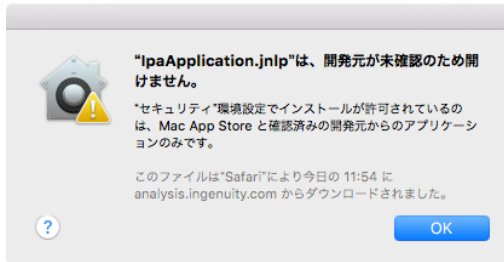 “IpaApplication.jnlp”は、開発元が未確認のため開
けません。
“セキュリティ”環境設定でインストールが許可されているの
は、Mac App Store と確認済みの開発元からのアプリケーシ
ョンのみです。
このファイルは“Safari”により今日の 11:54 に
analysis.ingenuity.com からダウンロードされました。
?
OK